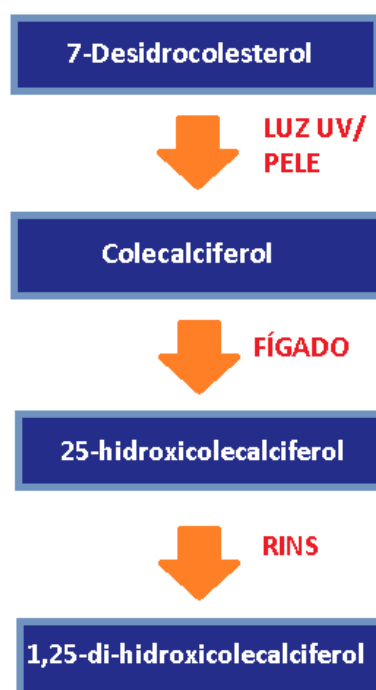 7-Desidrocolesterol
LUZ UV/
PELE
Colecalciferol
FÍGADO
25-hidroxicolecalciferol
RINS
1,25-di-hidroxicolecalciferol